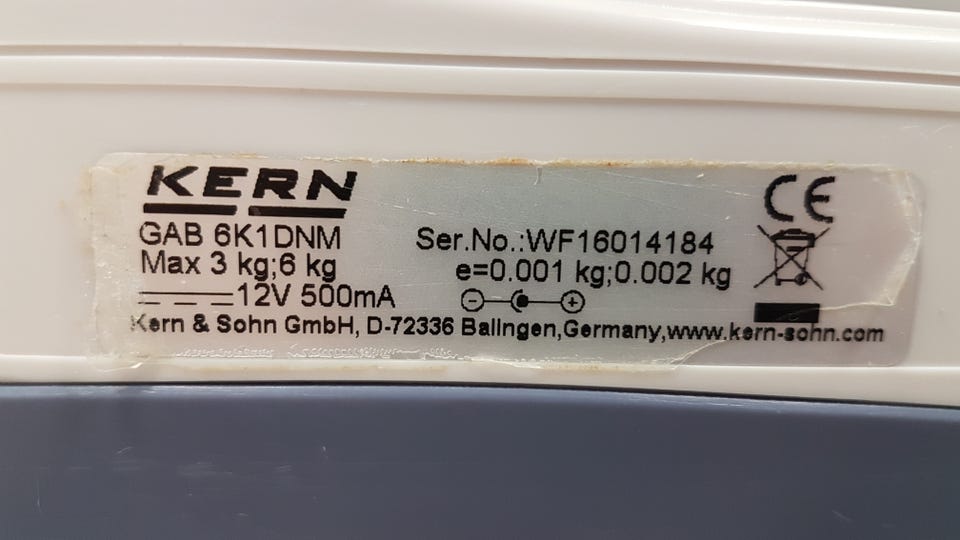 KERN
GAB 6K1DNM
Max 3 kg;6 kg
12V 500mA
Ser.No.:WF16014184
e=0.001 kg;0.002 kg
CE
Kern & Sohn GmbH, D-72336 Balingen,Germany,www.kern-sohn.com